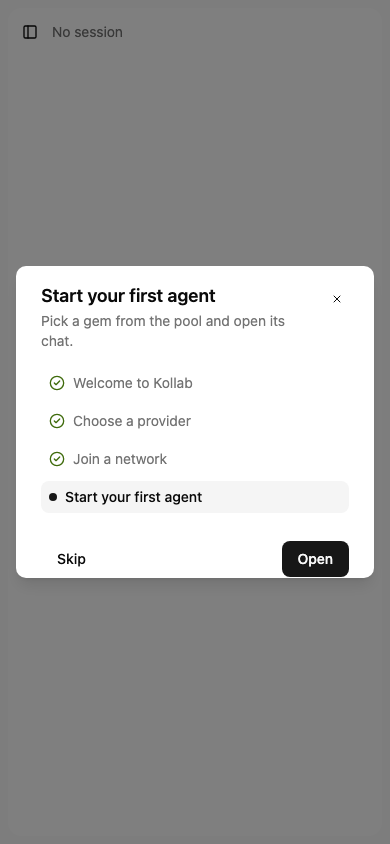 No session
Start your first agent
Pick a gem from the pool and open its
chat.
Welcome to Kollab
Choose a provider
Join a network
Start your first agent
Skip
Open